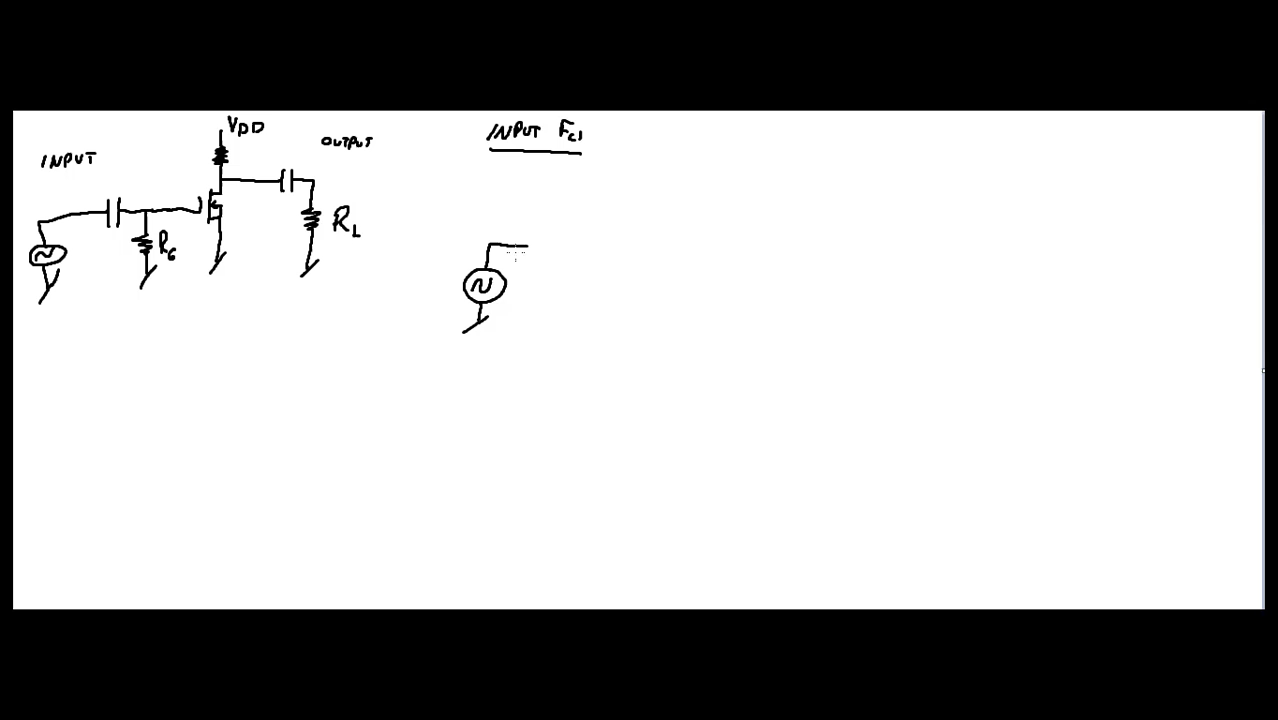 VDD
OUTPUT
INPUT
RG
RL
INPUT FC1